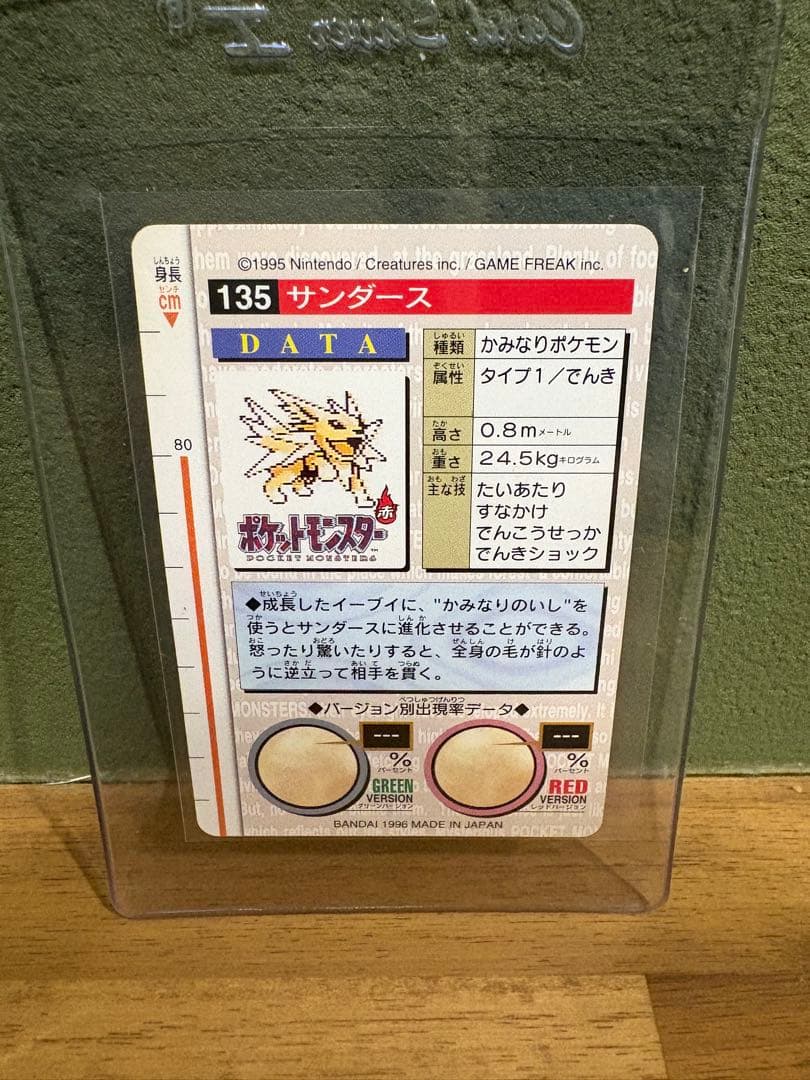 Card Saver I®
©1995 Nintendo / Creatures inc. / GAME FREAK inc.
しんちょう
身長
センチ
cm
135 サンダース
DATA
しゅるい
種類 かみなりポケモン
ぞくせい
属性 タイプ1/でんき
たか
高さ 0.8mメートル
おも
重さ 24.5kgキログラム
おも わざ
主な技 たいあたり
すなかけ
でんこうせっか
でんきショック
80
赤
ポケットモンスター
POCKET MONSTERS
せいちょう
◆成長したイーブイに、"かみなりのいし"を
つか しんか
使うとサンダースに進化させることができる。
おこ おどろ ぜんしん け はり
怒ったり驚いたりすると、全身の毛が針のよ
さかだ あいて つらぬ
うに逆立って相手を貫く。
べつしゅつげんりつ
◆バージョン別出現率データ◆
---
%
パーセント
GREEN
VERSION
グリーンバージョン
---
%
パーセント
RED
VERSION
レッドバージョン
BANDAI 1996 MADE IN JAPAN